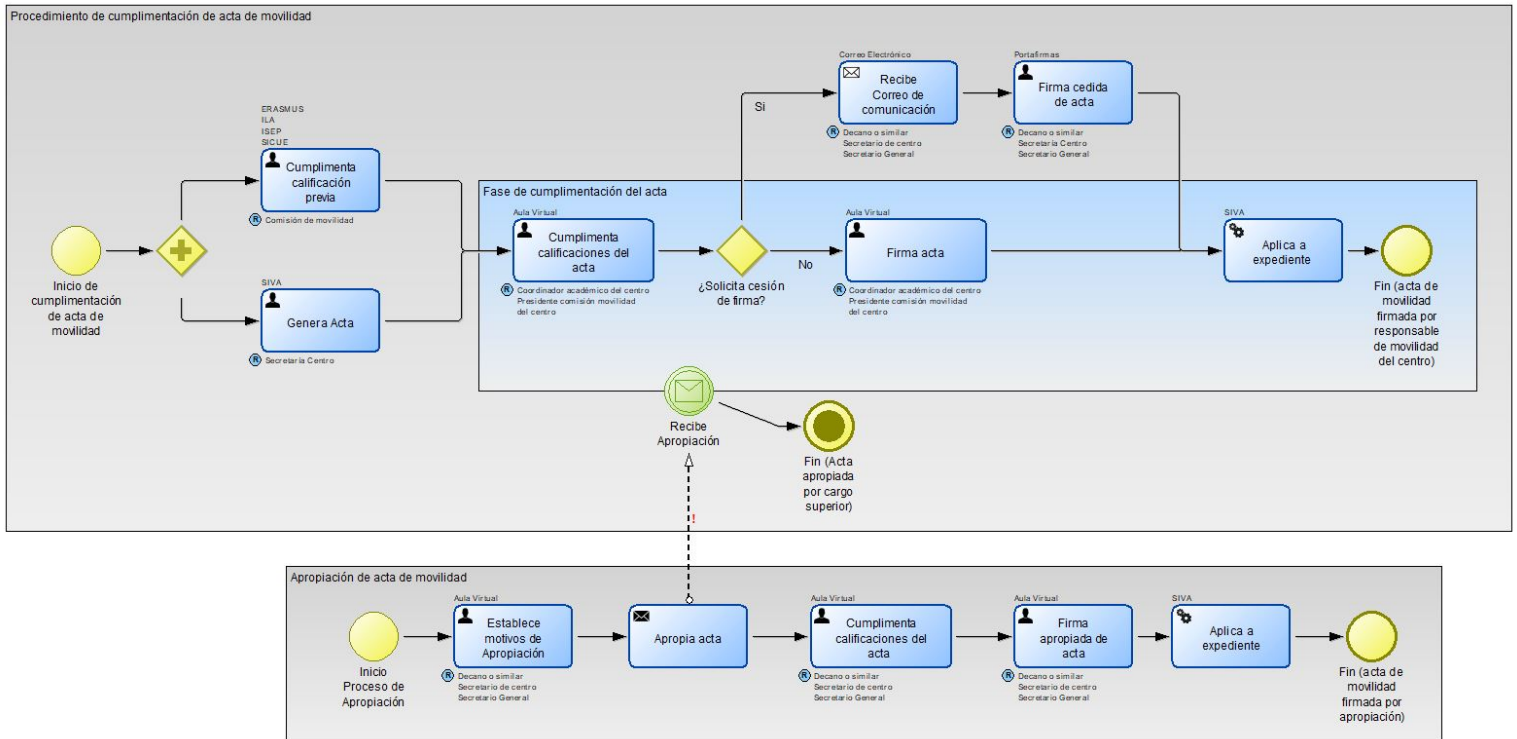 Procedimiento de cumplimentación de acta de movilidad
Inicio de
cumplimentación
de acta de
movilidad
ERASMUS
ILA
ISEP
SICUE
Cumplimenta
calificación
previa
R
Comisión de movilidad
SIVA
Genera Acta
R
Secretaría Centro
Fase de cumplimentación del acta
Aula Virtual
Cumplimenta
calificaciones del
acta
R
Coordinador académico del centro
Presidente comisión movilidad
del centro
¿Solicita cesión
de firma?
Si
No
Correo Electrónico
Recibe
Correo de
comunicación
R
Decano o similar
Secretario de centro
Secretario General
Portafirmas
Firma cedida
de acta
R
Decano o similar
Secretaría Centro
Secretario General
Aula Virtual
Firma acta
R
Coordinador académico del centro
Presidente comisión movilidad
del centro
SIVA
Aplica a
expediente
Fin (acta de
movilidad
firmada por
responsable
de movilidad
del centro)
Recibe
Apropiación
Fin (Acta
apropiada
por cargo
superior)
!
Apropiación de acta de movilidad
Inicio
Proceso de
Apropiación
Aula Virtual
Establece
motivos de
Apropiación
R
Decano o similar
Secretario de centro
Secretario General
Apropia acta
Aula Virtual
Cumplimenta
calificaciones del
acta
R
Decano o similar
Secretario de centro
Secretario General
Aula Virtual
Firma
apropiada de
acta
R
Decano o similar
Secretario de centro
Secretario General
SIVA
Aplica a
expediente
Fin (acta de
movilidad
firmada por
apropiación)